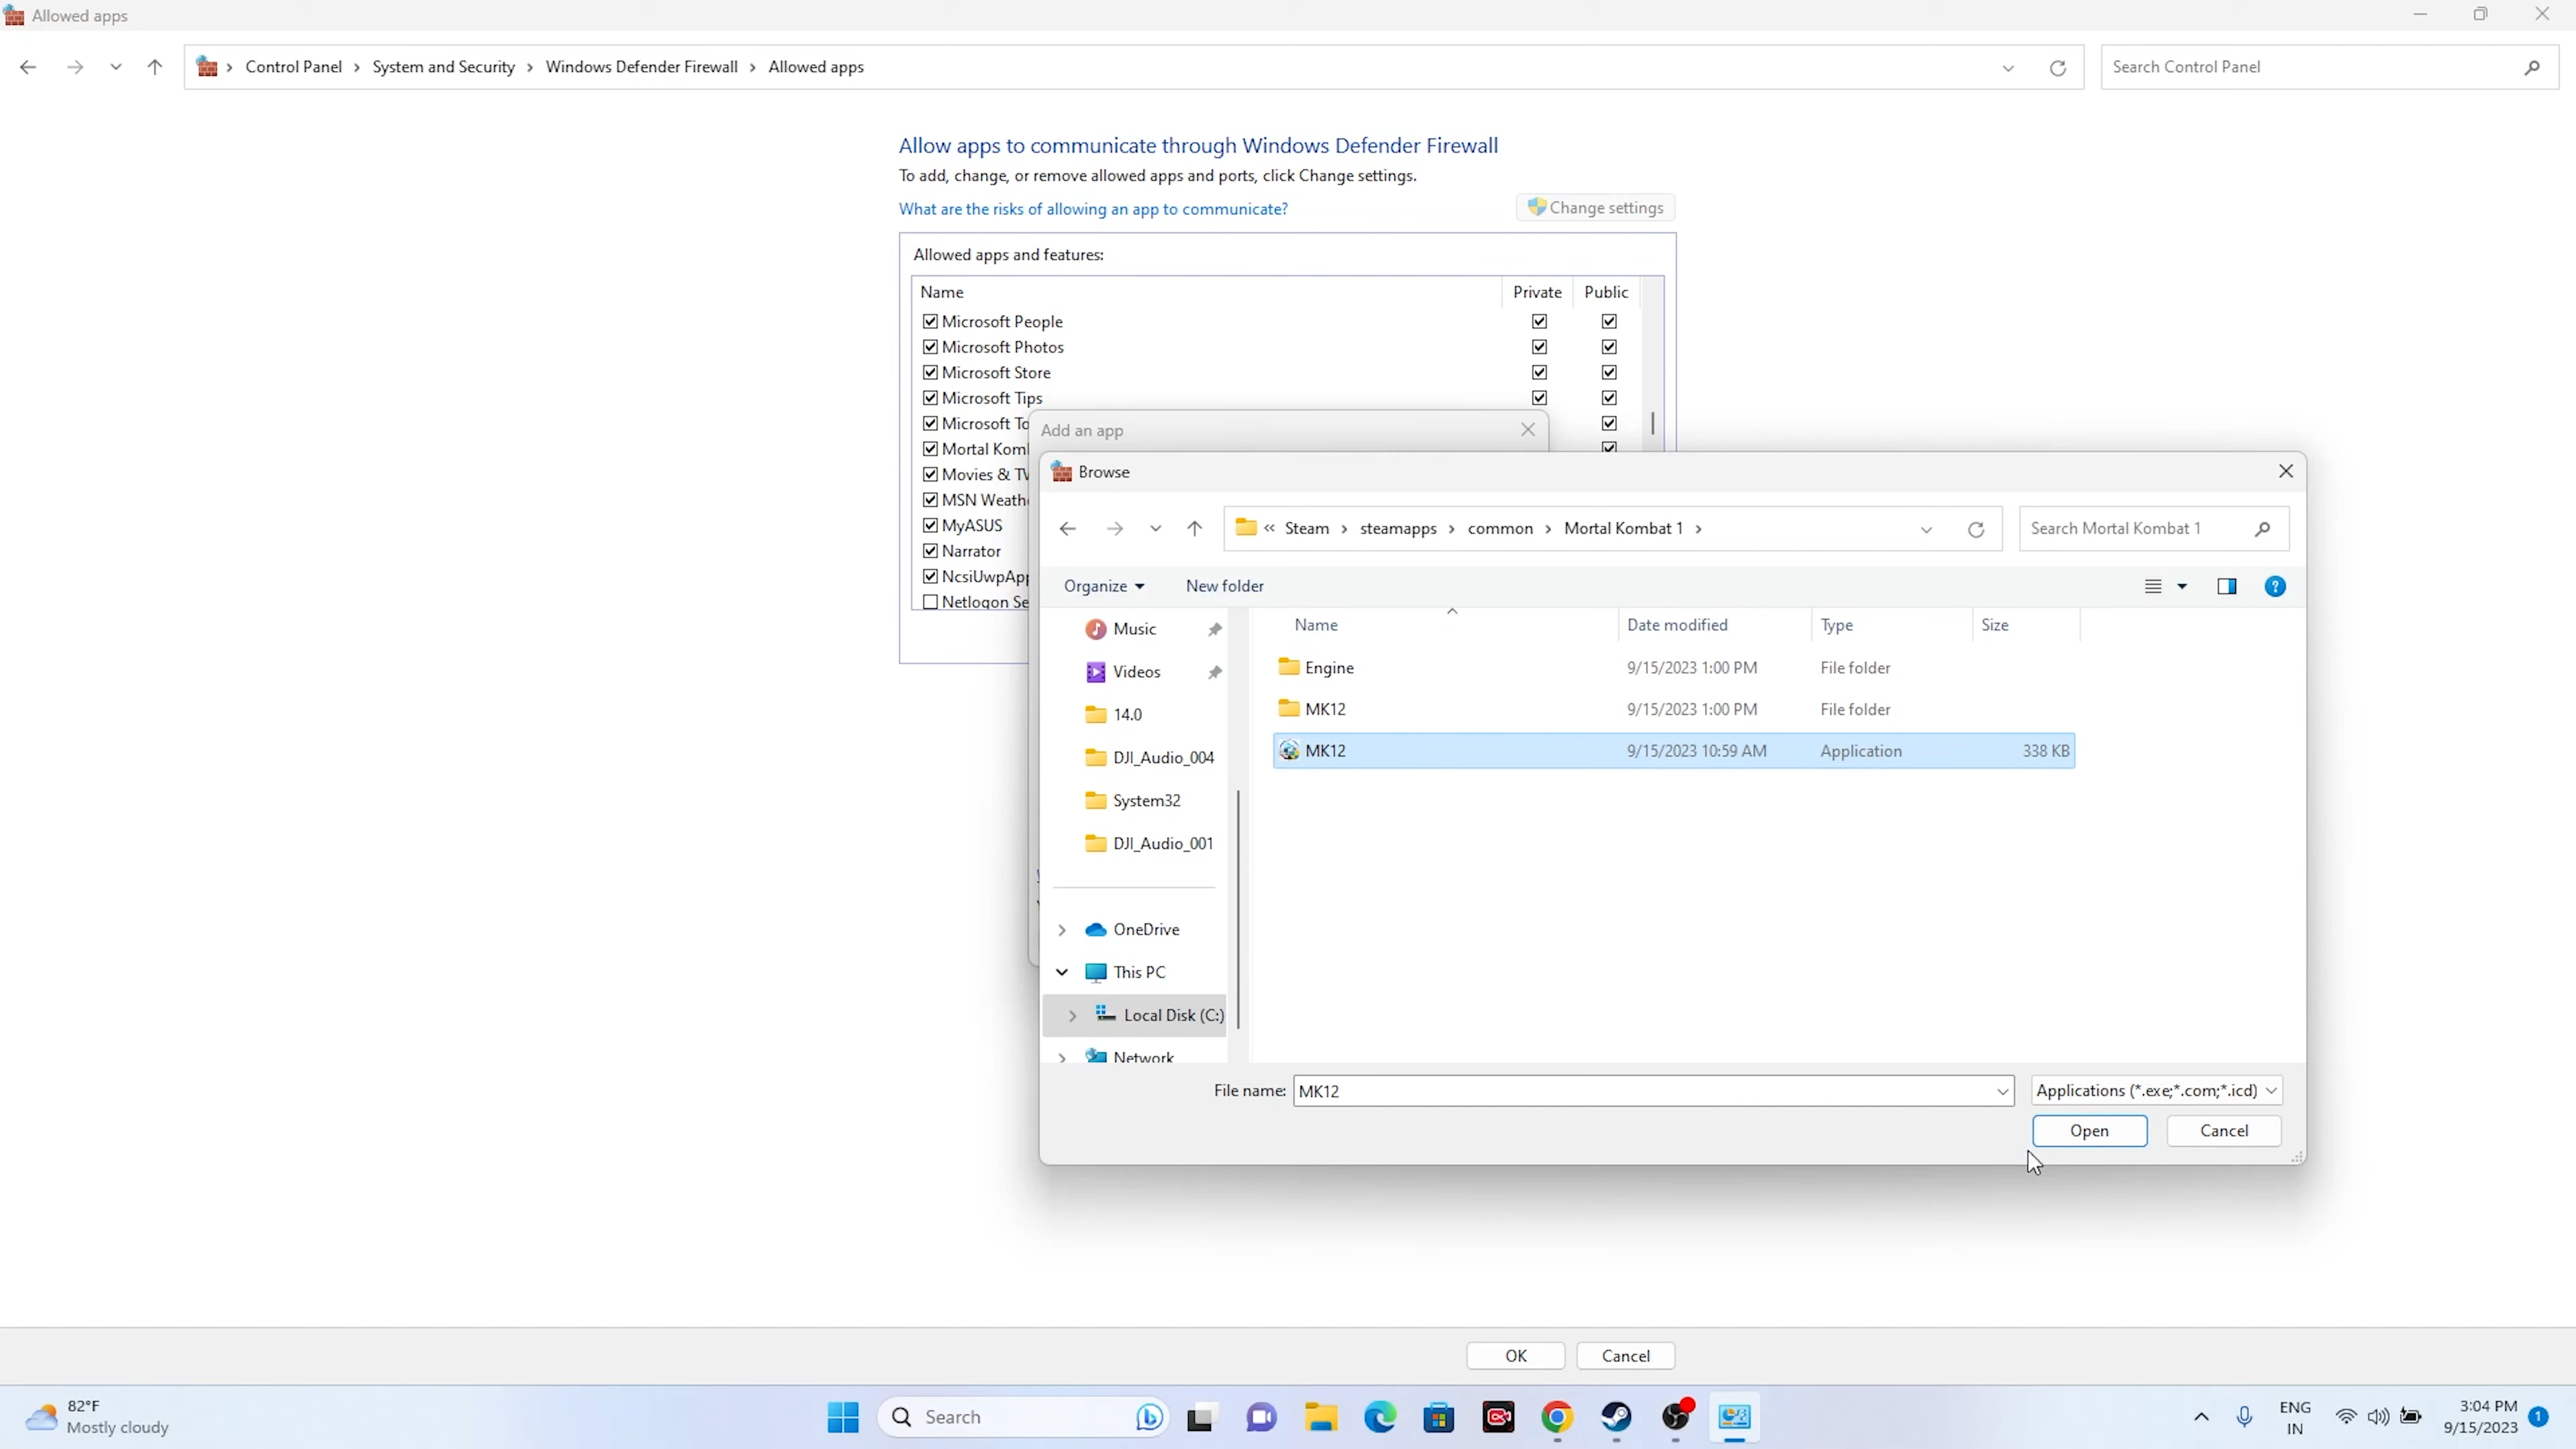 Allowed apps
Control Panel > System and Security > Windows Defender Firewall > Allowed apps
Search Control Panel
Allow apps to communicate through Windows Defender Firewall
To add, change, or remove allowed apps and ports, click Change settings.
What are the risks of allowing an app to communicate?
Change settings
Allowed apps and features:
Name Private Public
Microsoft People
Microsoft Photos
Microsoft Store
Microsoft Tips
Microsoft To
Mortal Kom
Movies & TV
MSN Weath
MyASUS
Narrator
NcsiUwpApp
Netlogon Se
Add an app
Browse
« Steam > steamapps > common > Mortal Kombat 1 >
Search Mortal Kombat 1
Organize New folder
Name Date modified Type Size
Engine 9/15/2023 1:00 PM File folder
MK12 9/15/2023 1:00 PM File folder
MK12 9/15/2023 10:59 AM Application 338 KB
Music
Videos
14.0
DJI_Audio_004
System32
DJI_Audio_001
OneDrive
This PC
Local Disk (C:)
Network
File name: MK12 Applications (*.exe;*.com;*.icd)
Open Cancel
OK Cancel
82°F
Mostly cloudy
Search
ENG
IN
3:04 PM
9/15/2023
1